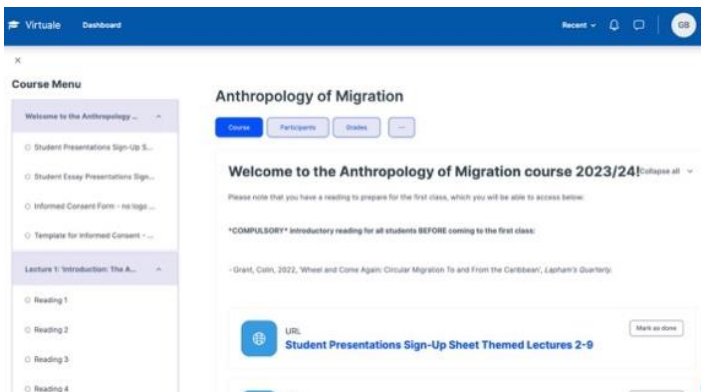 Virtuale Dashboard Recent GB
Course Menu
Welcome to the Anthropology ...
Student Presentations Sign-Up S...
Student Essay Presentations Sign...
Informed Consent Form - no logo ...
Template for Informed Consent - ...
Lecture 1: 'Introduction: The A...
Reading 1
Reading 2
Reading 3
Reading 4
Anthropology of Migration
Course Participants Grades ...
Welcome to the Anthropology of Migration course 2023/24! Collapse all
Please note that you have a reading to prepare for the first class, which you will be able to access below:
*COMPULSORY* introductory reading for all students BEFORE coming to the first class:
- Grant, Colin, 2022, 'Wheel and Come Again: Circular Migration To and From the Caribbean', Lapham's Quarterly.
URL Mark as done
Student Presentations Sign-Up Sheet Themed Lectures 2-9